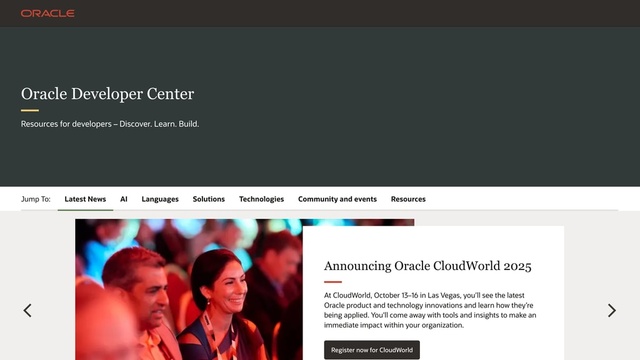 ORACLE
Oracle Developer Center
Resources for developers – Discover. Learn. Build.
Jump To: Latest News AI Languages Solutions Technologies Community and events Resources
Announcing Oracle CloudWorld 2025
At CloudWorld, October 13–16 in Las Vegas, you'll see the latest
Oracle product and technology innovations and learn how they're
being applied. You'll come away with tools and insights to make an
immediate impact within your organization.
Register now for CloudWorld